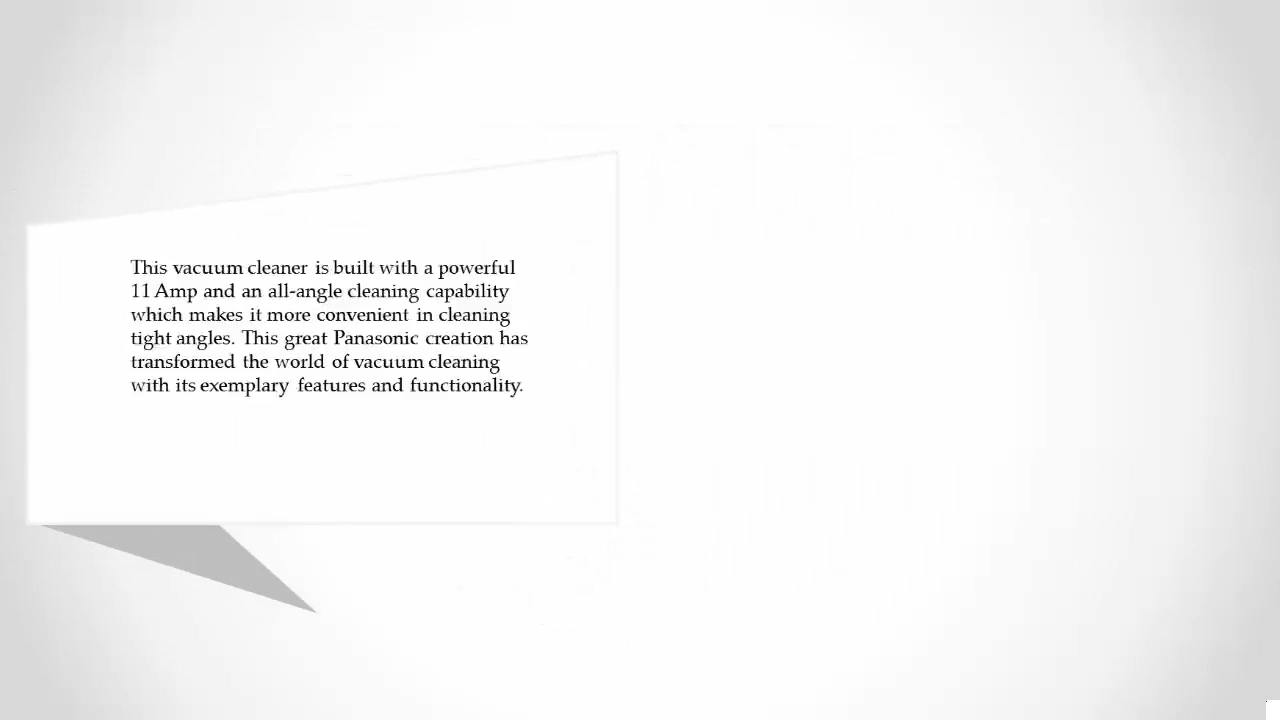 This vacuum cleaner is built with a powerful
11 Amp and an all-angle cleaning capability
which makes it more convenient in cleaning
tight angles. This great Panasonic creation has
transformed the world of vacuum cleaning
with its exemplary features and functionality.